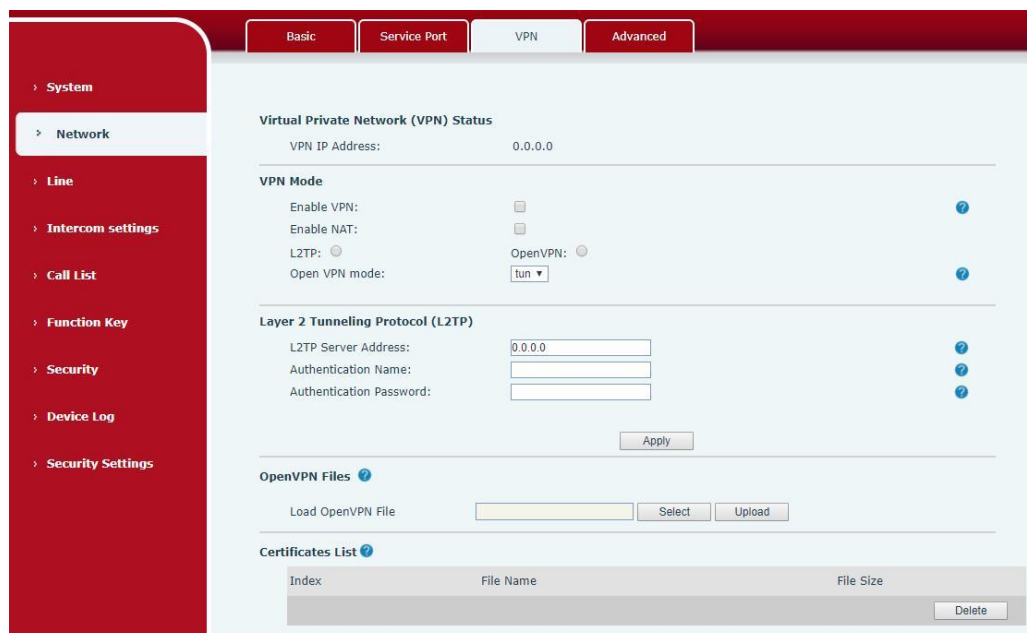 Basic Service Port VPN Advanced
› System
› Network
› Line
› Intercom settings
› Call List
› Function Key
› Security
› Device Log
› Security Settings
Virtual Private Network (VPN) Status
VPN IP Address: 0.0.0.0
VPN Mode
Enable VPN:
Enable NAT:
L2TP: OpenVPN:
Open VPN mode: tun
Layer 2 Tunneling Protocol (L2TP)
L2TP Server Address: 0.0.0.0
Authentication Name:
Authentication Password:
Apply
OpenVPN Files
Load OpenVPN File Select Upload
Certificates List
Index File Name File Size
Delete